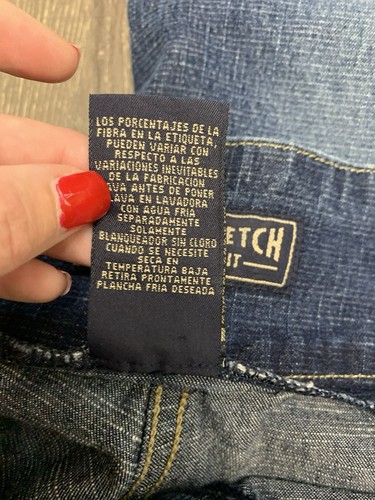 LOS PORCENTAJES DE LA
FIBRA EN LA ETIQUETA,
PUEDEN VARIAR CON
RESPECTO A LAS
VARIACIONES INEVITABLES
DE LA FABRICACION
AVA ANTES DE PONER
LAVA EN LAVADORA
CON AGUA FRIA
SEPARADAMENTE
SOLAMENTE
BLANQUEADOR SIN CLORO
CUANDO SE NECESITE
SECA EN
TEMPERATURA BAJA
RETIRA PRONTAMENTE
PLANCHA FRIA DESEADA
ETCH
IT